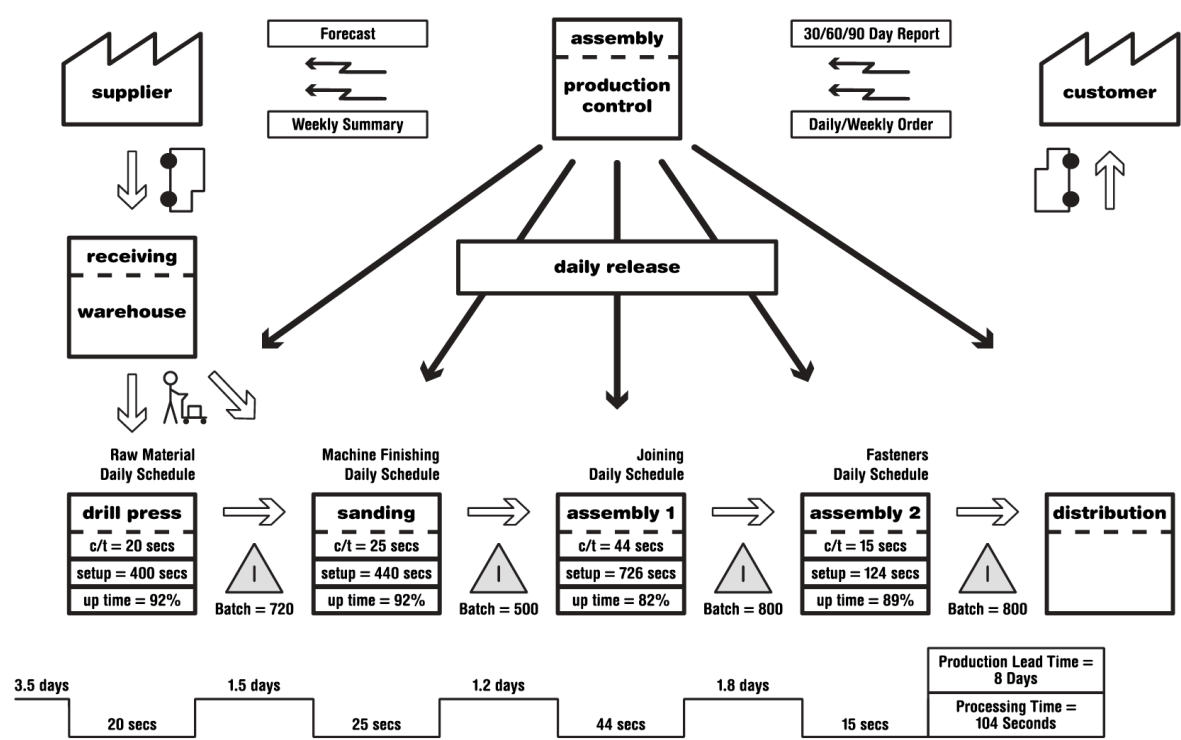 supplier
Forecast
Weekly Summary
assembly
production
control
30/60/90 Day Report
Daily/Weekly Order
customer
receiving
warehouse
daily release
Raw Material
Daily Schedule
Machine Finishing
Daily Schedule
Joining
Daily Schedule
Fasteners
Daily Schedule
drill press
c/t = 20 secs
setup = 400 secs
up time = 92%
I
Batch = 720
sanding
c/t = 25 secs
setup = 440 secs
up time = 92%
I
Batch = 500
assembly 1
c/t = 44 secs
setup = 726 secs
up time = 82%
I
Batch = 800
assembly 2
c/t = 15 secs
setup = 124 secs
up time = 89%
I
Batch = 800
distribution
3.5 days
20 secs
1.5 days
25 secs
1.2 days
44 secs
1.8 days
15 secs
Production Lead Time =
8 Days
Processing Time =
104 Seconds